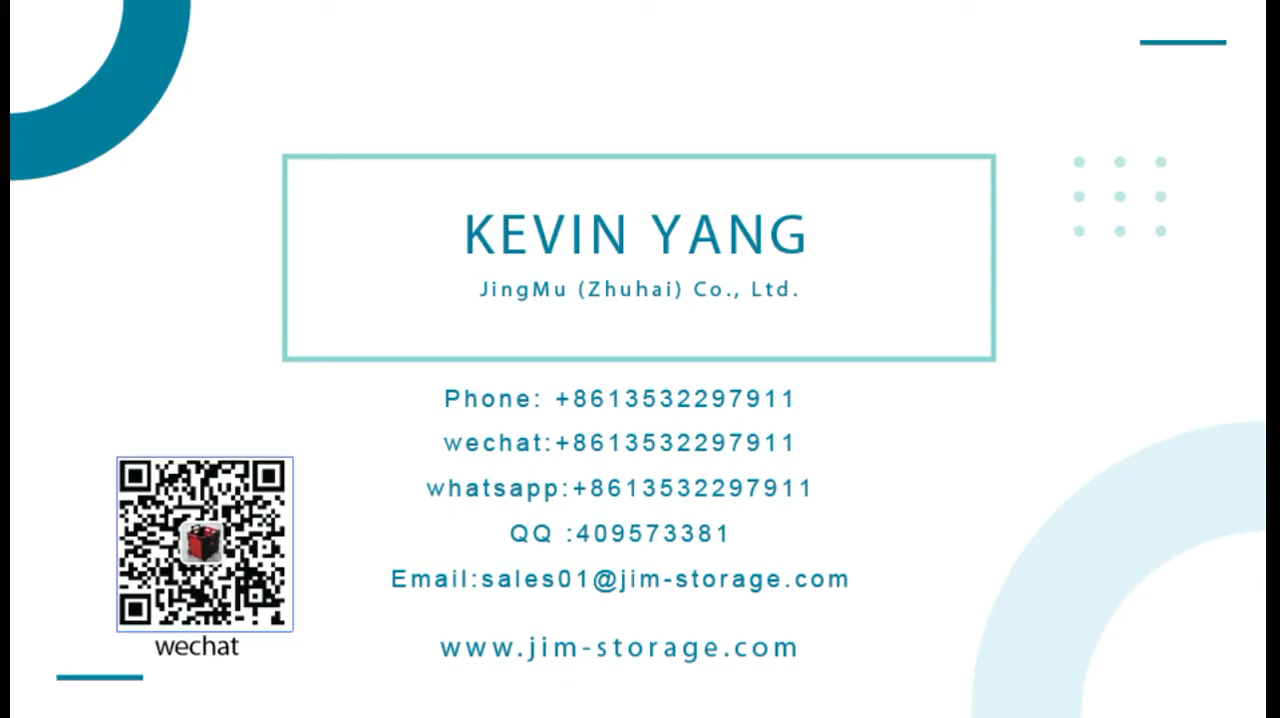 KEVIN YANG
JingMu (Zhuhai) Co., Ltd.
Phone: +8613532297911
wechat:+8613532297911
whatsapp:+8613532297911
QQ :409573381
Email:sales01@jim-storage.com
wechat
www.jim-storage.com